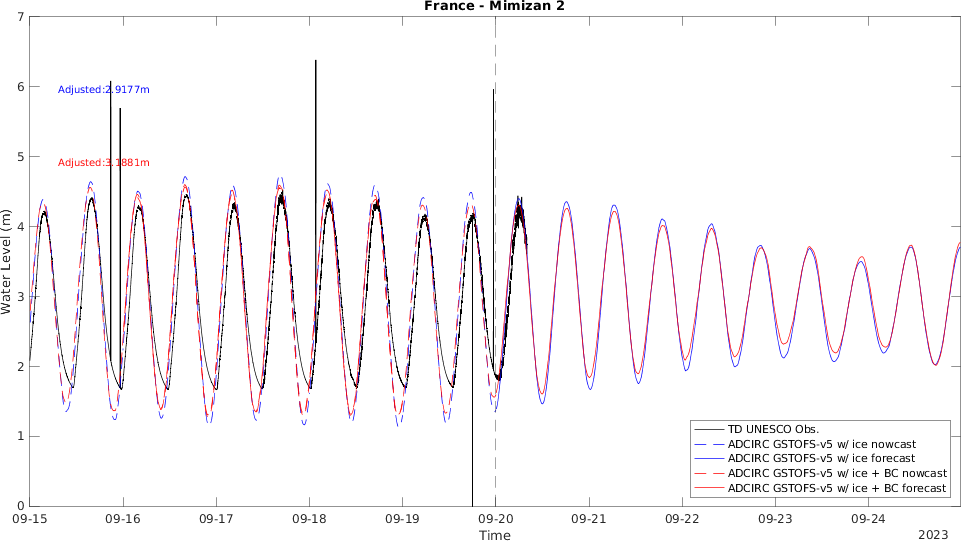 France - Mimizan 2
7
6
5
4
3
2
1
0
Water Level (m)
Adjusted:2.9177m
Adjusted:3.1881m
TD UNESCO Obs.
ADCIRC GSTOFS-v5 w/ ice nowcast
ADCIRC GSTOFS-v5 w/ ice forecast
ADCIRC GSTOFS-v5 w/ ice + BC nowcast
ADCIRC GSTOFS-v5 w/ ice + BC forecast
09-15 09-16 09-17 09-18 09-19 09-20 09-21 09-22 09-23 09-24
Time
2023